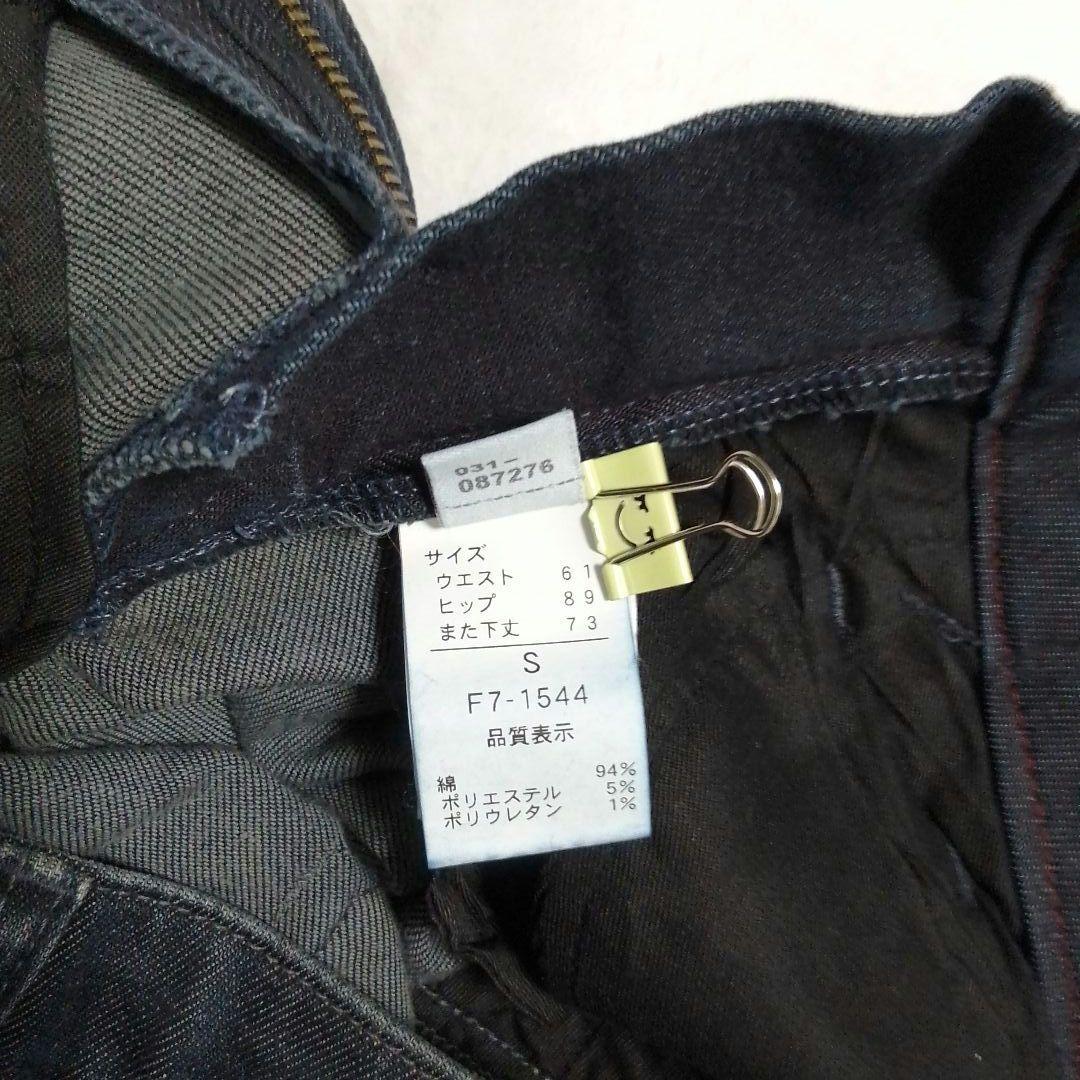 031-
087276
サイズ
ウエスト 61
ヒップ 89
また下丈 73
S
F7-1544
品質表示
綿 94%
ポリエステル 5%
ポリウレタン 1%